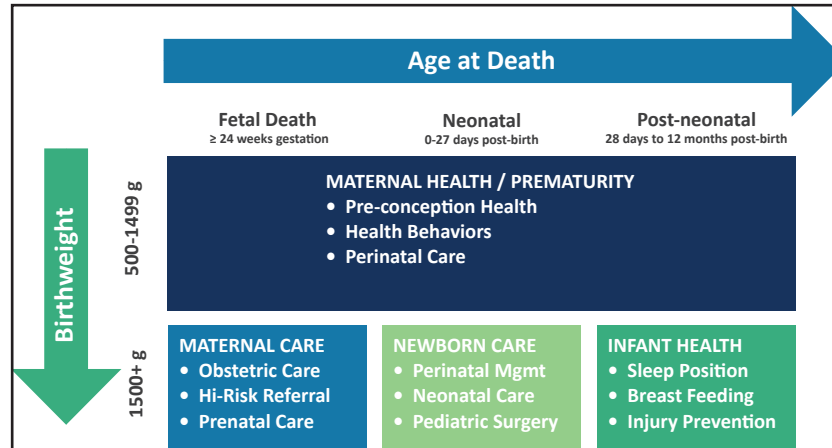 Age at Death
Fetal Death
≥ 24 weeks gestation
Neonatal
0-27 days post-birth
Post-neonatal
28 days to 12 months post-birth
Birthweight
500-1499 g
MATERNAL HEALTH / PREMATURITY
• Pre-conception Health
• Health Behaviors
• Perinatal Care
1500+ g
MATERNAL CARE
• Obstetric Care
• Hi-Risk Referral
• Prenatal Care
NEWBORN CARE
• Perinatal Mgmt
• Neonatal Care
• Pediatric Surgery
INFANT HEALTH
• Sleep Position
• Breast Feeding
• Injury Prevention